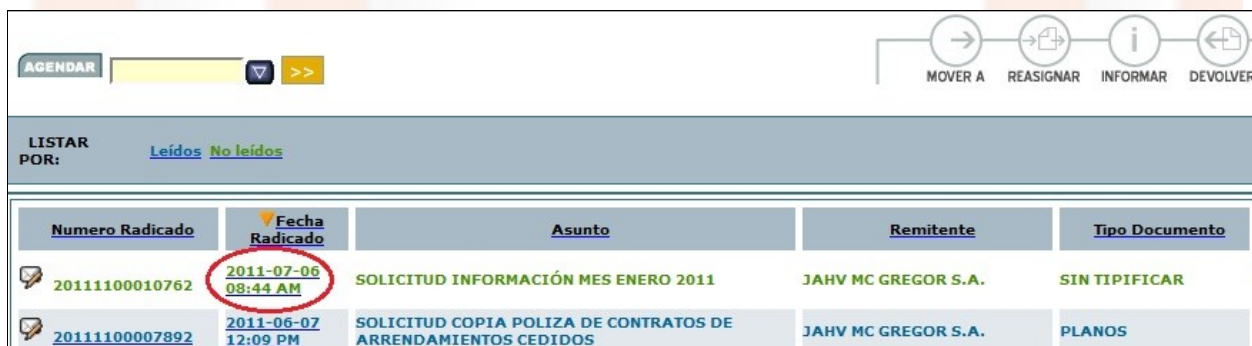 AGENDAR >>
MOVER A REASIGNAR INFORMAR DEVOLVER
LISTAR
POR: Leídos No leídos
Numero Radicado Fecha
Radicado Asunto Remitente Tipo Documento
20111100010762 2011-07-06
08:44 AM SOLICITUD INFORMACIÓN MES ENERO 2011 JAHV MC GREGOR S.A. SIN TIPIFICAR
20111100007892 2011-06-07
12:09 PM SOLICITUD COPIA POLIZA DE CONTRATOS DE
ARRENDAMIENTOS CEDIDOS JAHV MC GREGOR S.A. PLANOS